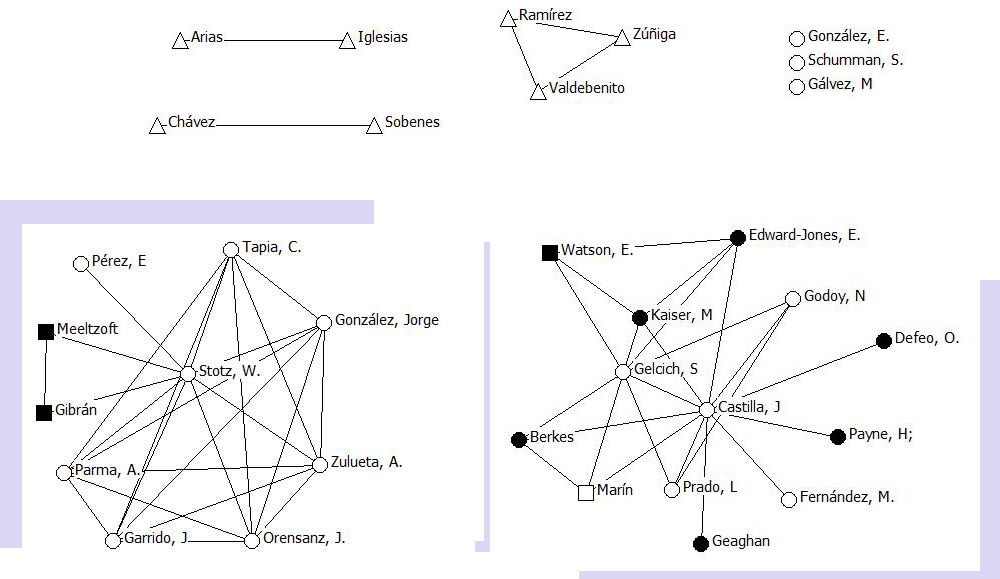 Ramírez
Arias
Iglesias
Zúñiga
González, E.
Schumman, S.
Gálvez, M
Valdebenito
Chávez
Sobenes
Tapia, C.
Pérez, E
González, Jorge
Meeltzoft
Stotz, W.
Gibrán
Parma, A.
Zulueta, A.
Garrido, J
Orensanz, J.
Edward-Jones, E.
Watson, E.
Godoy, N
Kaiser, M
Defeo, O.
Gelcich, S
Castilla, J
Berkes
Payne, H;
Marín
Prado, L
Fernández, M.
Geaghan